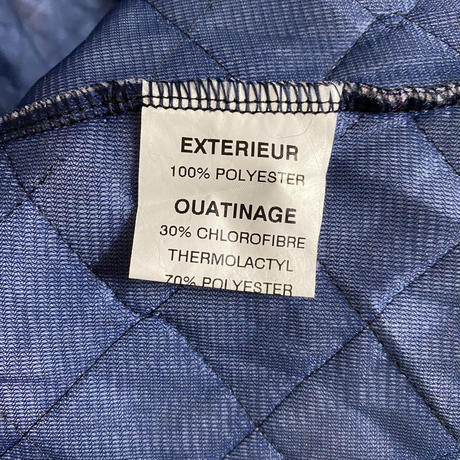 EXTERIEUR
100% POLYESTER
OUATINAGE
30% CHLOROFIBRE
THERMOLACTYL
70% POLYESTER